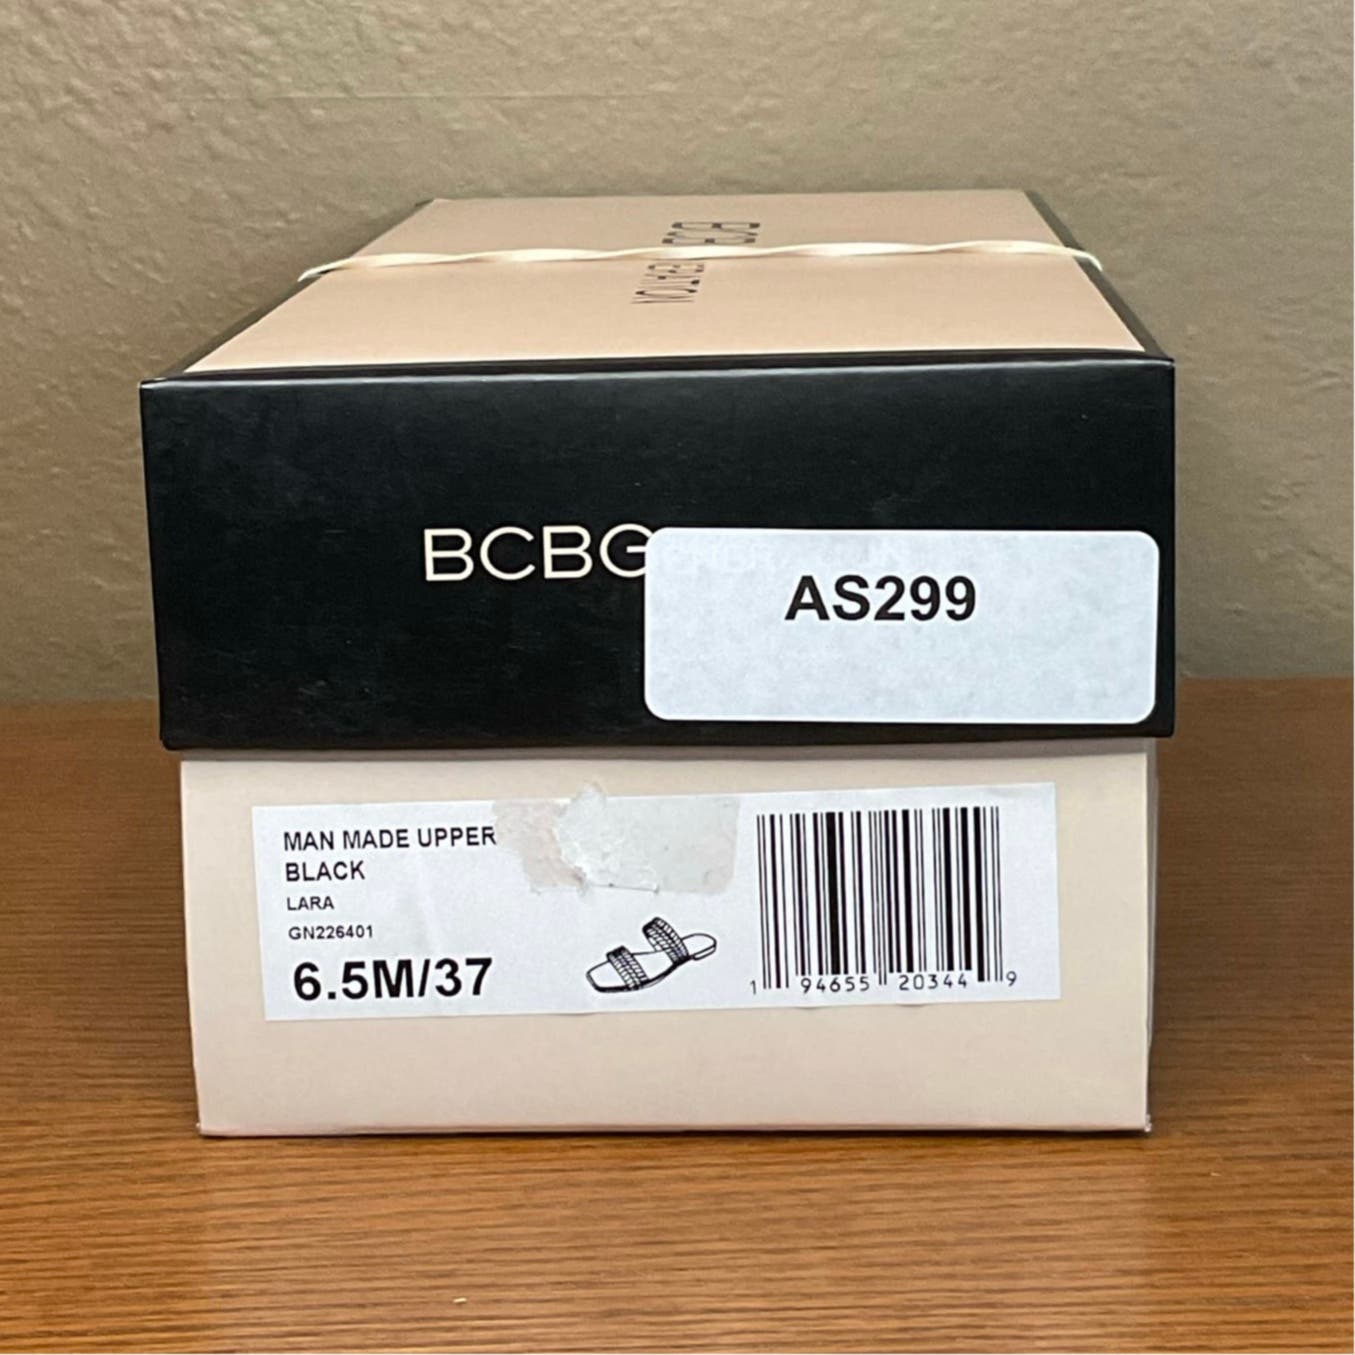 BCBG
AS299
MAN MADE UPPER
BLACK
LARA
GN226401
6.5M/37
1 94655 20344 9